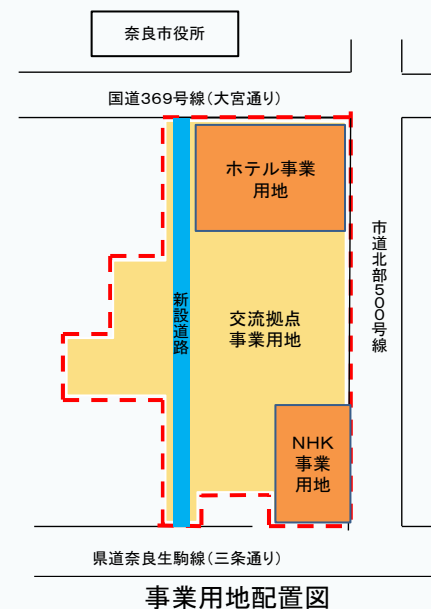 奈良市役所
国道369号線(大宮通り)
ホテル事業
用地
市道北部500号線
新設道路
交流拠点
事業用地
NHK
事業
用地
県道奈良生駒線(三条通り)
事業用地配置図